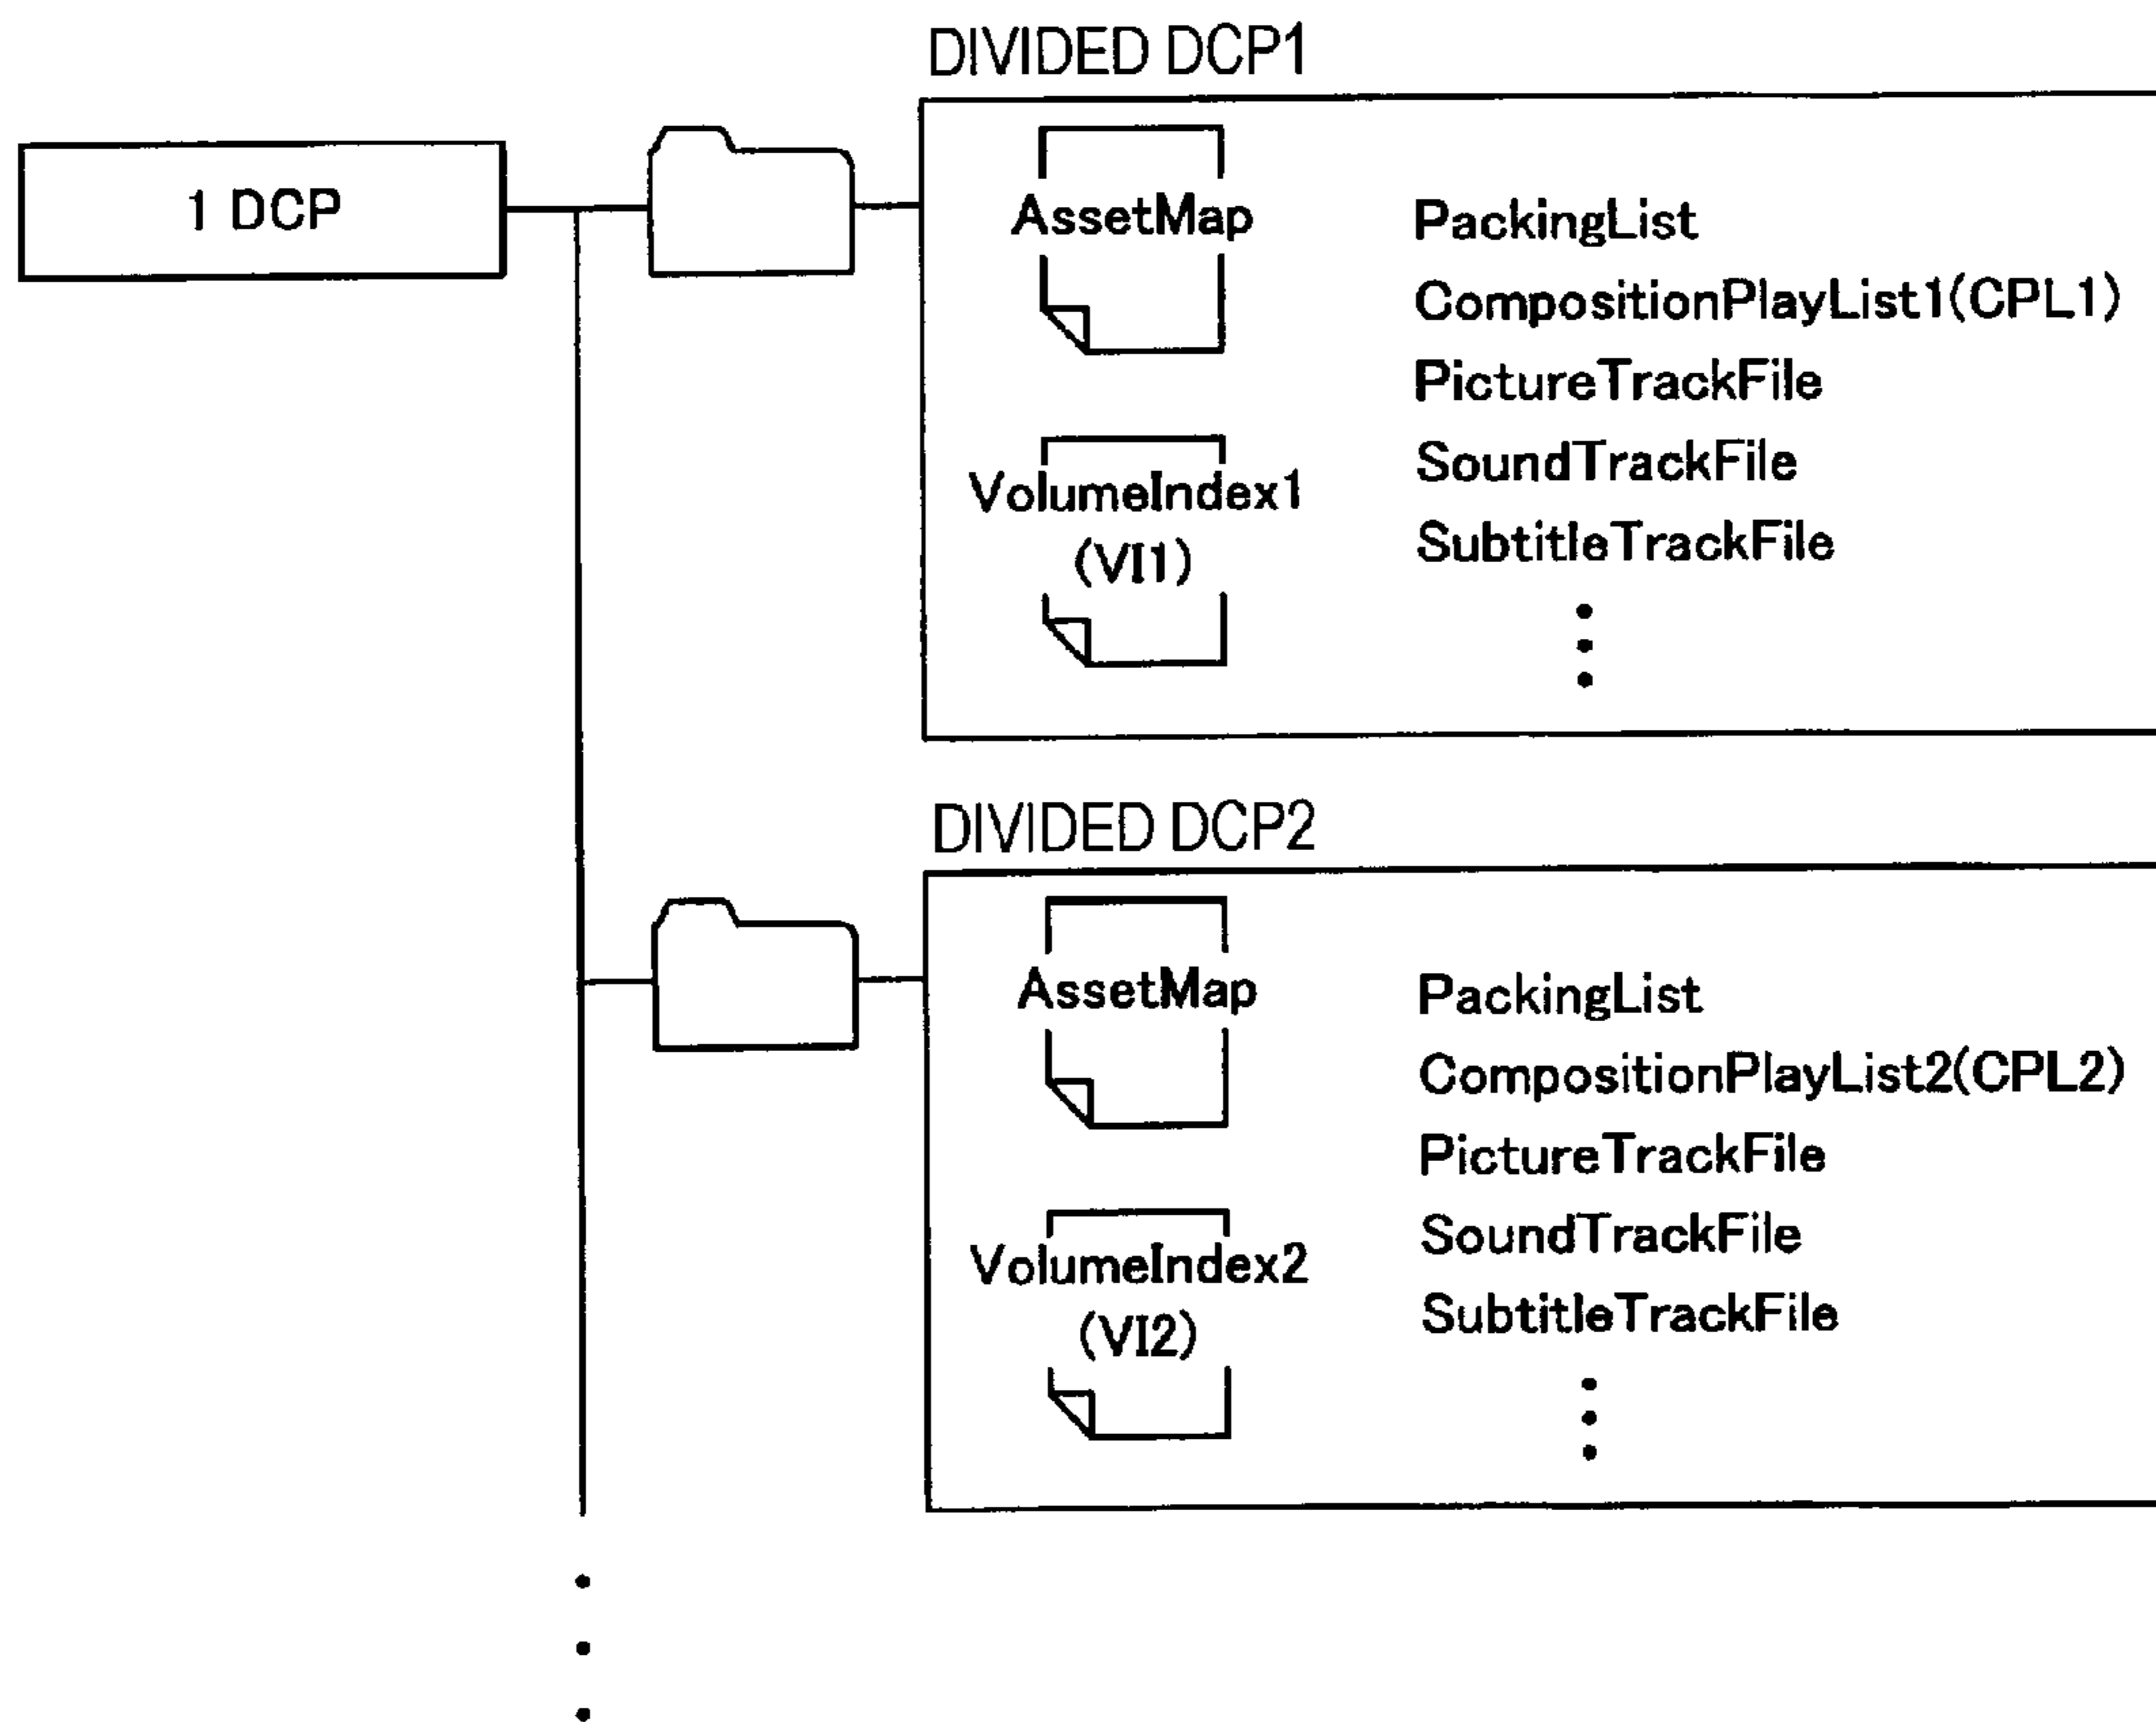 DIVIDED DCP1
1 DCP
AssetMap
VolumeIndex1
(VI1)
PackingList
CompositionPlayList1(CPL1)
PictureTrackFile
SoundTrackFile
SubtitleTrackFile
DIVIDED DCP2
AssetMap
VolumeIndex2
(VI2)
PackingList
CompositionPlayList2(CPL2)
PictureTrackFile
SoundTrackFile
SubtitleTrackFile